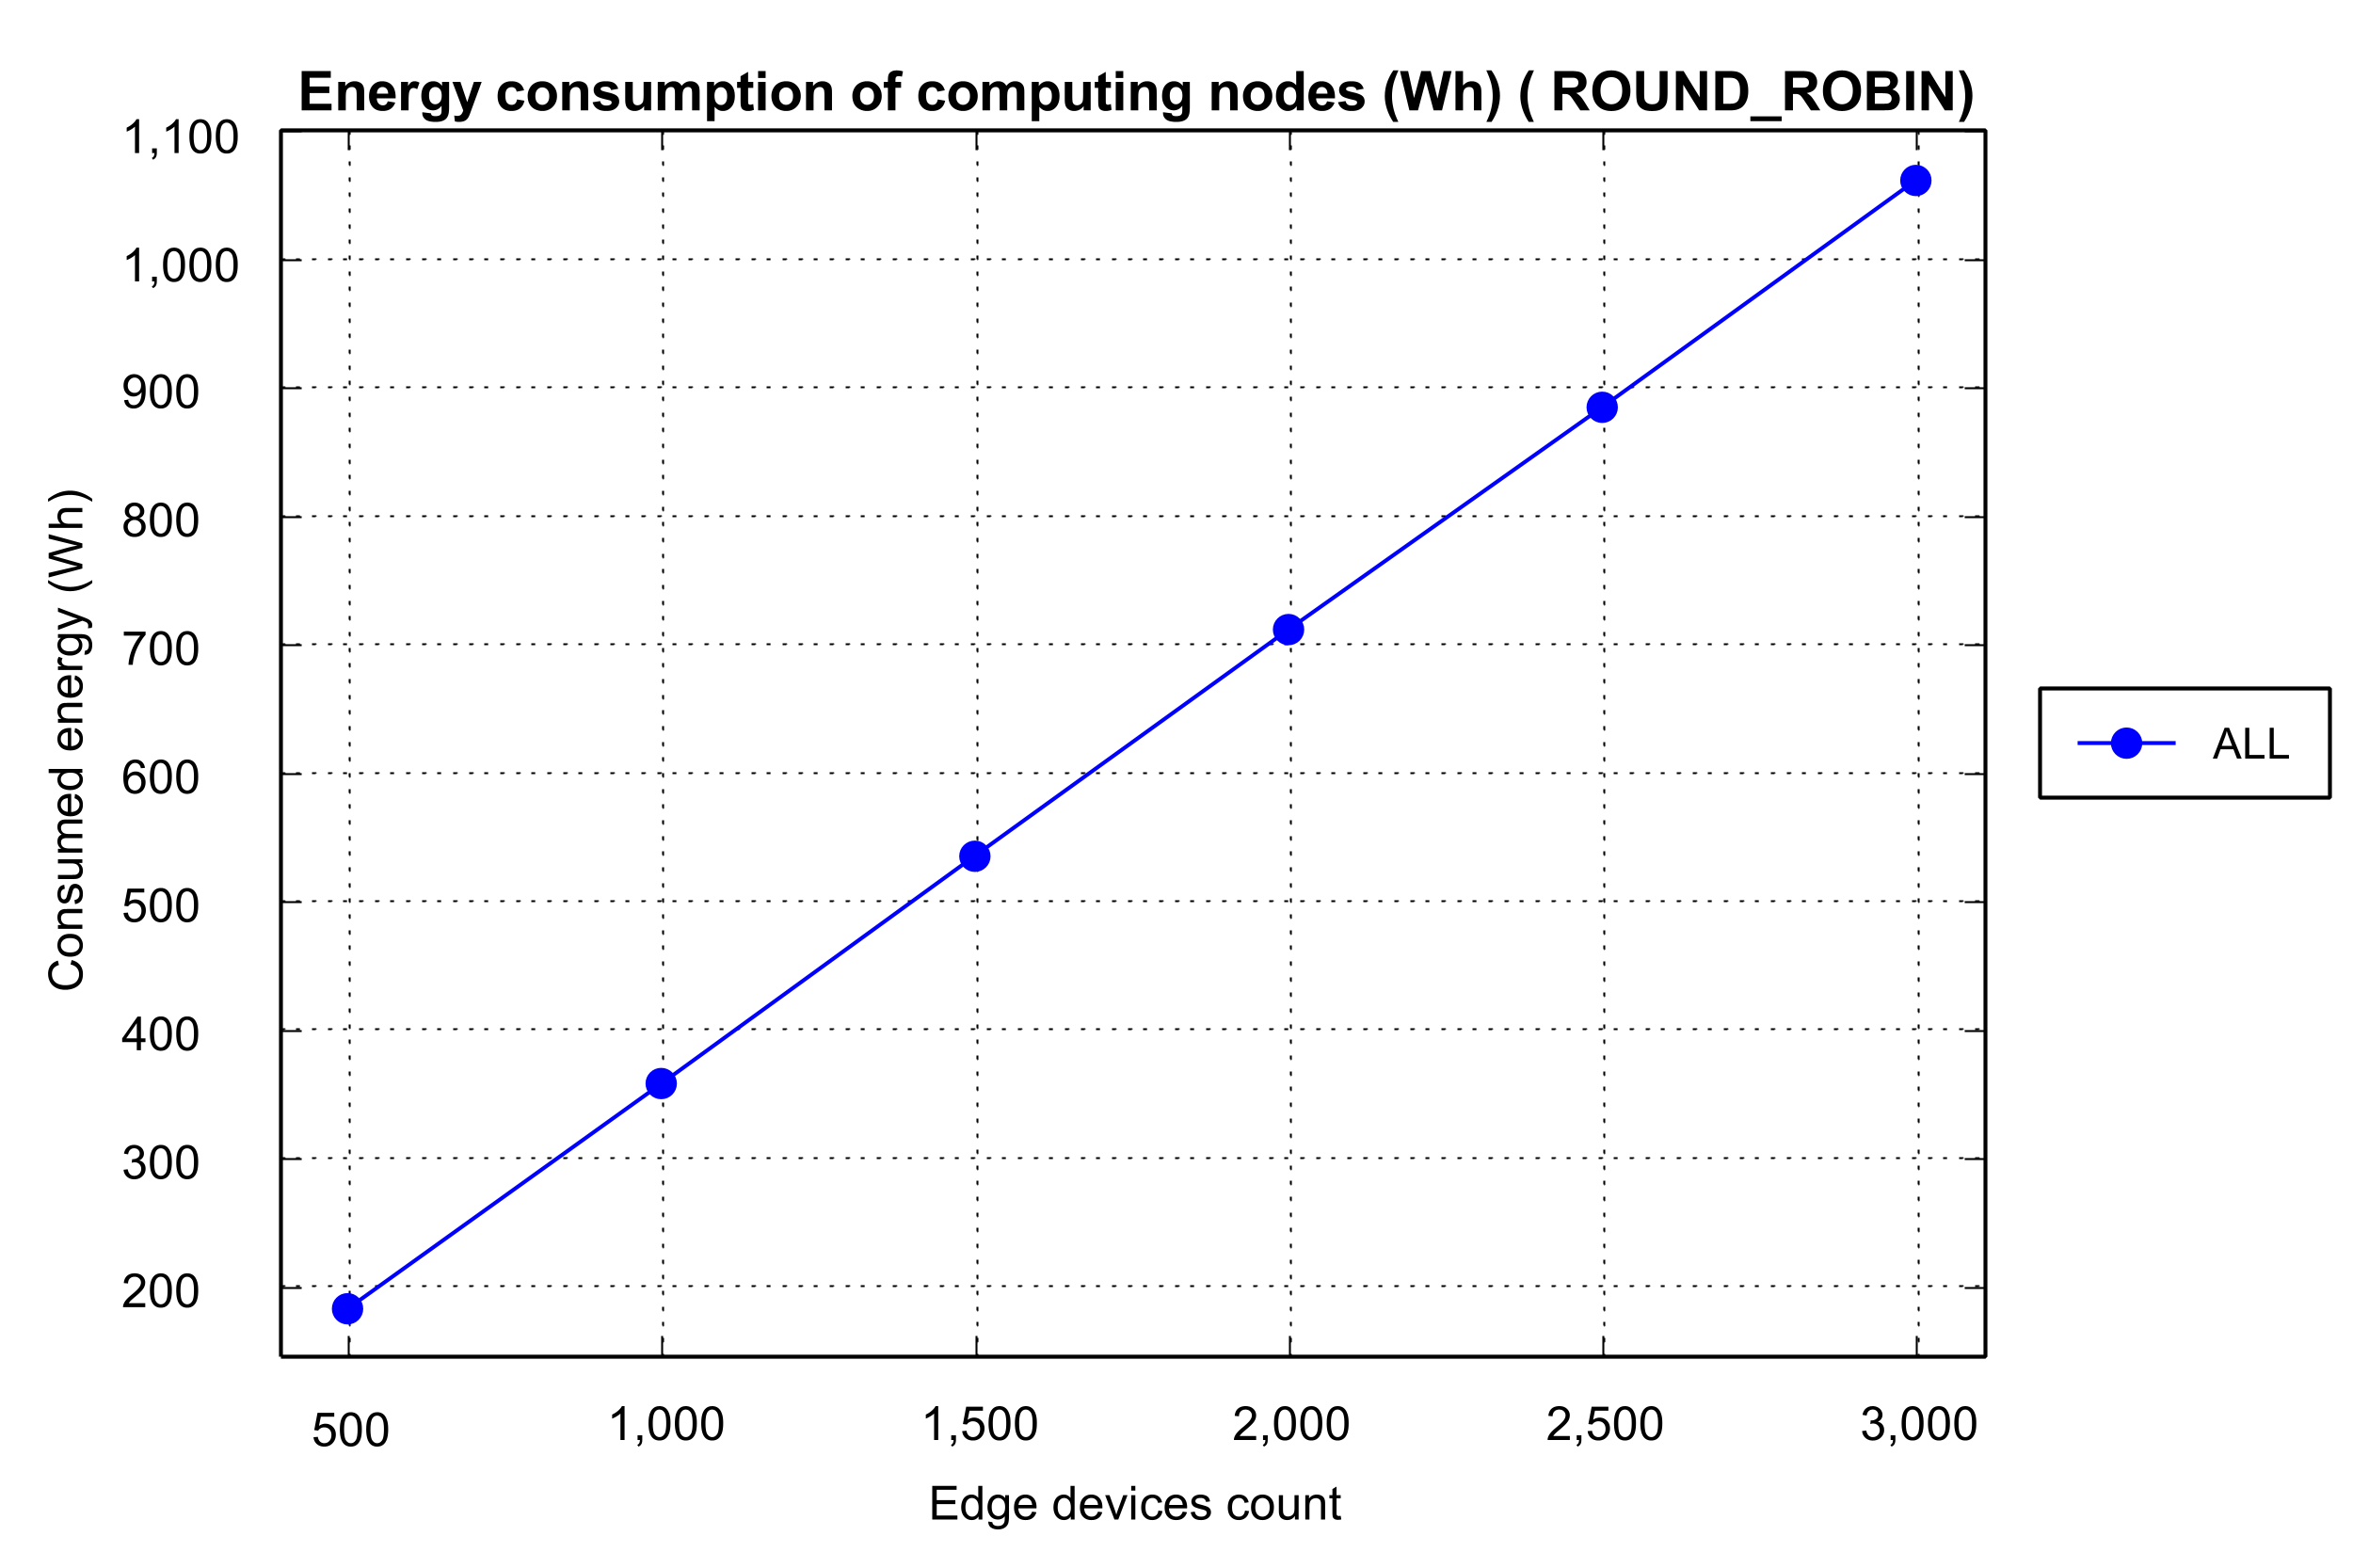 Energy consumption of computing nodes (Wh) ( ROUND_ROBIN)
1,100
1,000
900
800
700
600
500
400
300
200
Consumed energy (Wh)
ALL
500 1,000 1,500 2,000 2,500 3,000
Edge devices count